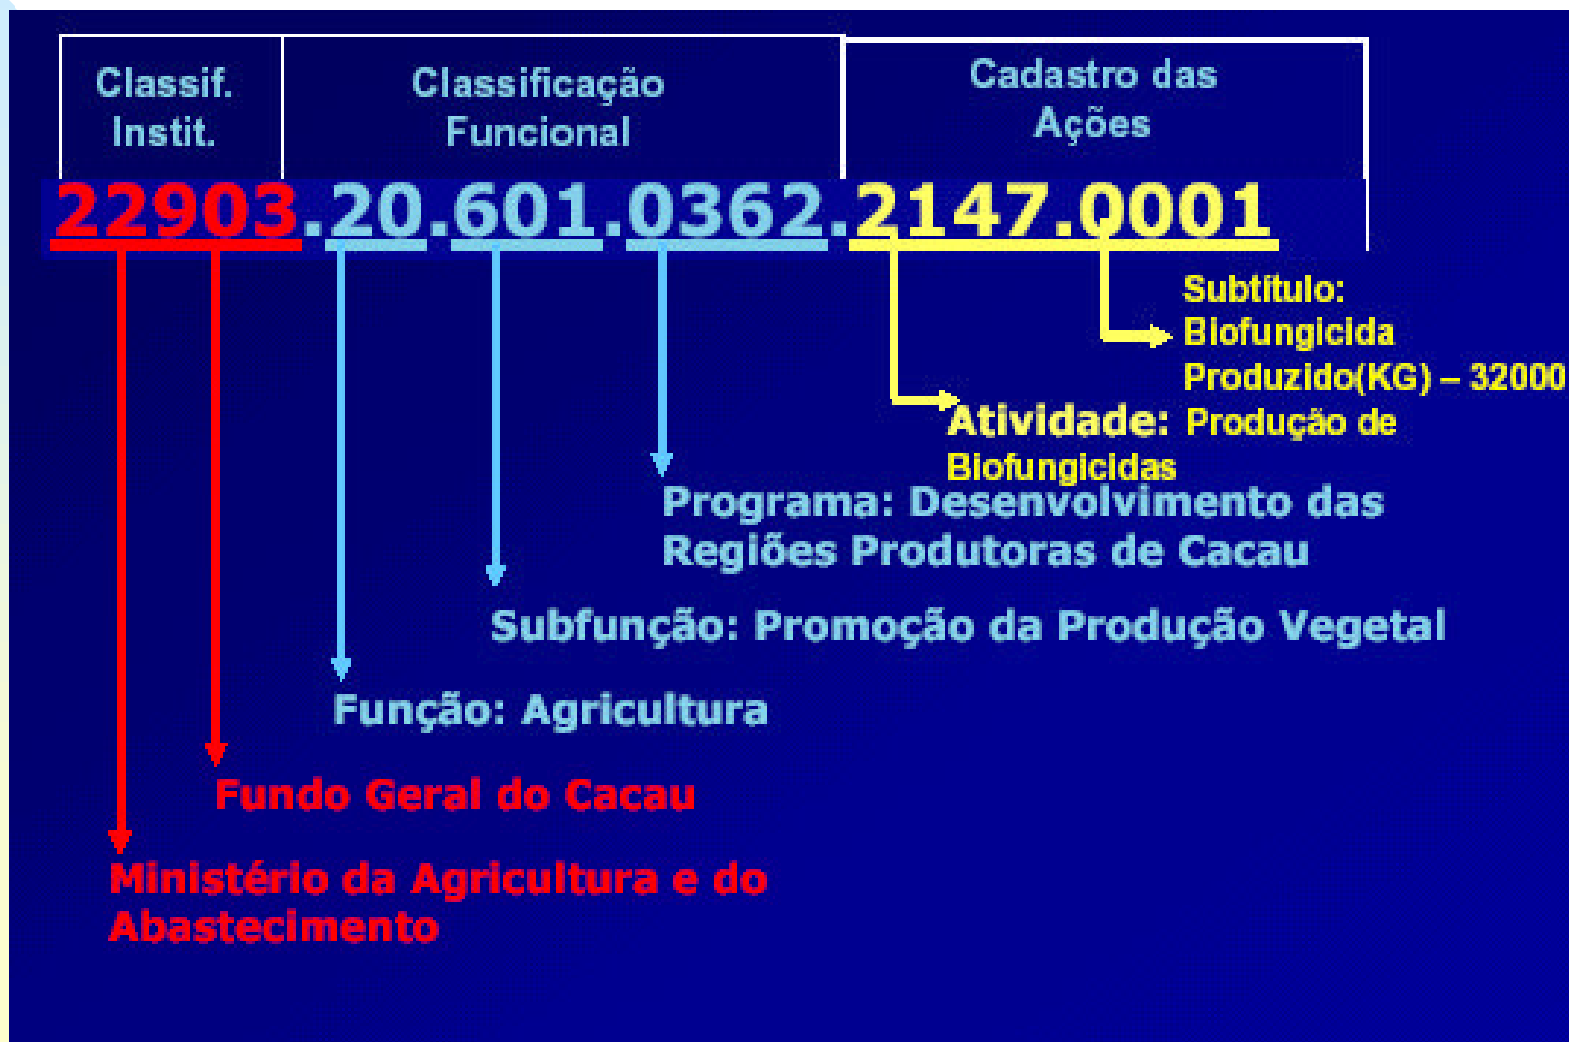 Classif.
Instit.
Classificação
Funcional
Cadastro das
Ações
22903.20.601.0362.2147.0001
Subtítulo:
Biofungicida
Produzido(KG) – 32000
Atividade: Produção de
Biofungicidas
Programa: Desenvolvimento das
Regiões Produtoras de Cacau
Subfunção: Promoção da Produção Vegetal
Função: Agricultura
Fundo Geral do Cacau
Ministério da Agricultura e do
Abastecimento